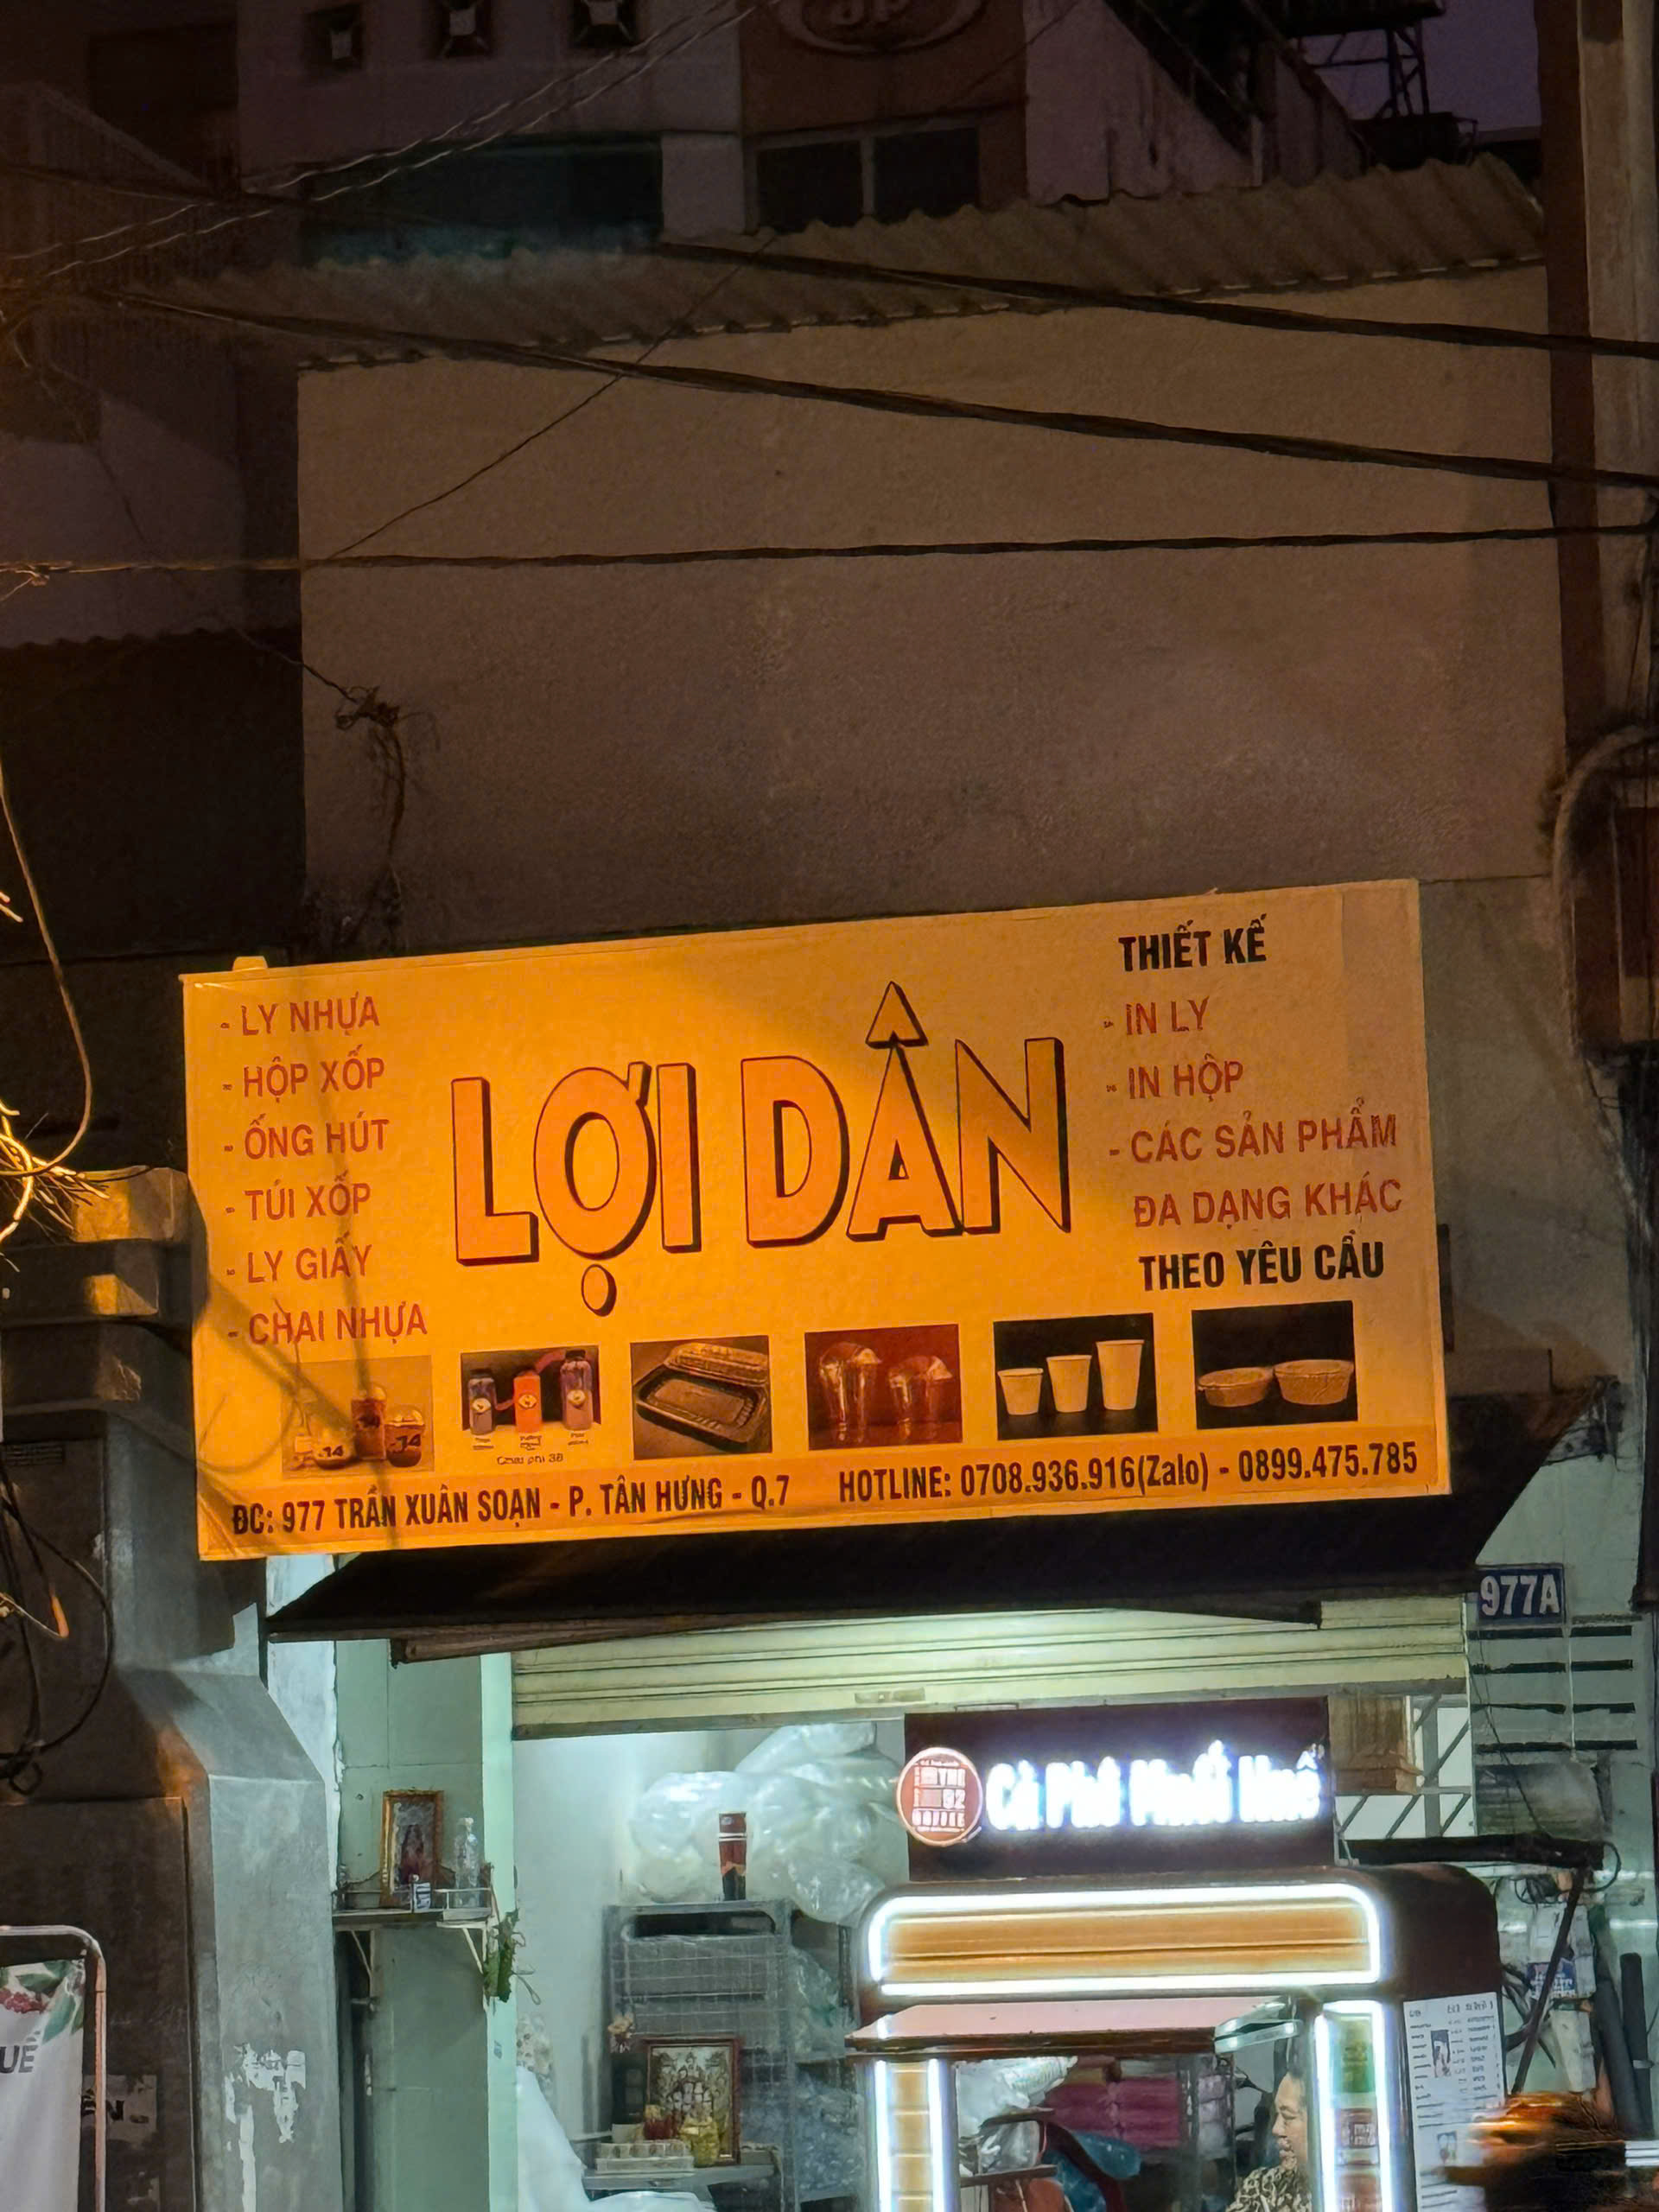 - LY NHỰA
- HỘP XỐP
- ỐNG HÚT
- TÚI XỐP
- LY GIẤY
- CHAI NHỰA
LỢI DÂN
THIẾT KẾ
- IN LY
- IN HỘP
- CÁC SẢN PHẨM
ĐA DẠNG KHÁC
THEO YÊU CẦU
ĐC: 977 TRẦN XUÂN SOẠN - P. TÂN HƯNG - Q.7
HOTLINE: 0708.936.916(Zalo) - 0899.475.785
977A
Cà Phê Muối Huế